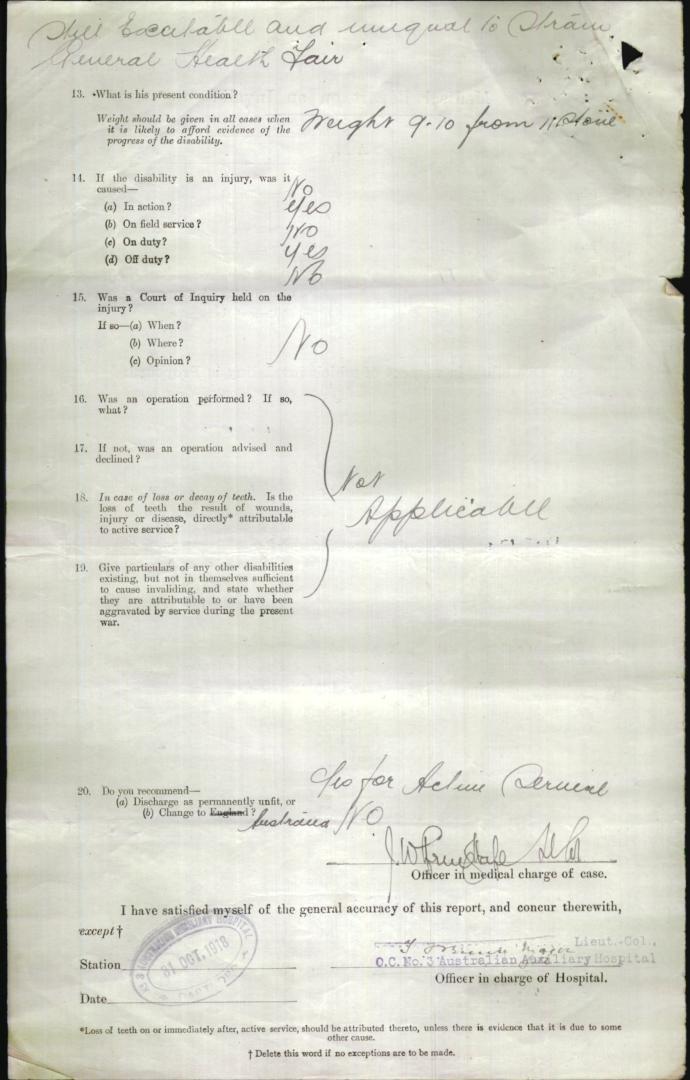 Still Excitable and unequal to Strain
General Health Fair
13. *What is his present condition?
Weight should be given in all cases when
it is likely to afford evidence of the
progress of the disability.
Weight 9-10 from 11 Stone
14. If the disability is an injury, was it
caused—
No
(a) In action?
Yes
(b) On field service?
No
(c) On duty?
Yes
(d) Off duty?
No
15. Was a Court of Inquiry held on the
injury?
If so—(a) When?
(b) Where?
(c) Opinion?
No
16. Was an operation performed? If so,
what?
17. If not, was an operation advised and
declined?
18. In case of loss or decay of teeth. Is the
loss of teeth the result of wounds,
injury or disease, directly* attributable
to active service?
Not
Applicable
19. Give particulars of any other disabilities
existing, but not in themselves sufficient
to cause invaliding, and state whether
they are attributable to or have been
aggravated by service during the present
war.
20. Do you recommend—
(a) Discharge as permanently unfit, or
Yes for Active Service
(b) Change to England? Australia NO
Officer in medical charge of case.
I have satisfied myself of the general accuracy of this report, and concur therewith,
except †
Lieut.-Col.,
O.C. No. 3 Australian Auxiliary Hospital
Station
31 OCT. 1918
Officer in charge of Hospital.
Date
*Loss of teeth on or immediately after, active service, should be attributed thereto, unless there is evidence that it is due to some
other cause.
† Delete this word if no exceptions are to be made.